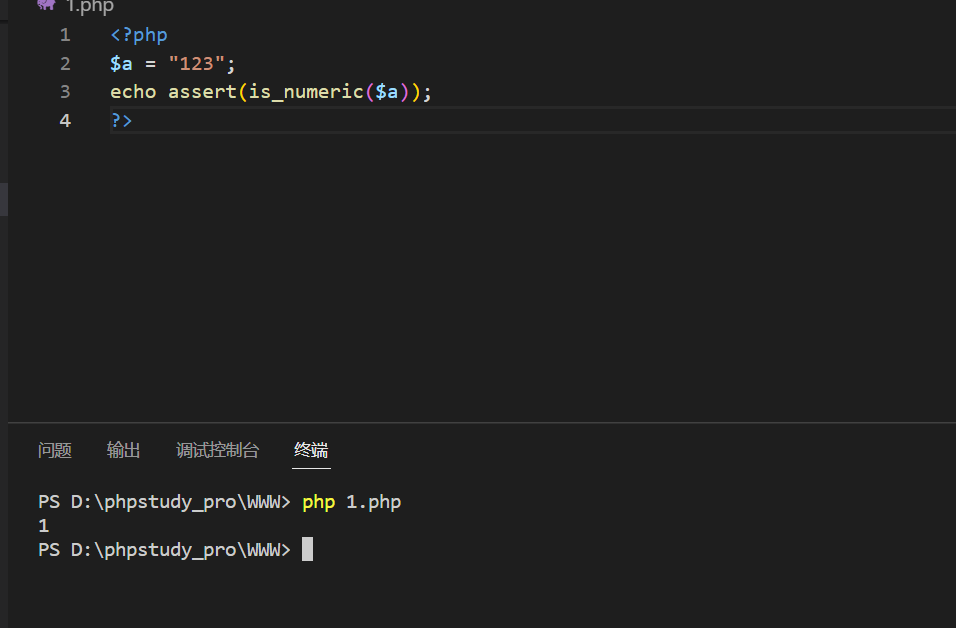 1.php
1 <?php
2 $a = "123";
3 echo assert(is_numeric($a));
4 ?>
问题 输出 调试控制台 终端
PS D:\phpstudy_pro\WWW> php 1.php
1
PS D:\phpstudy_pro\WWW>